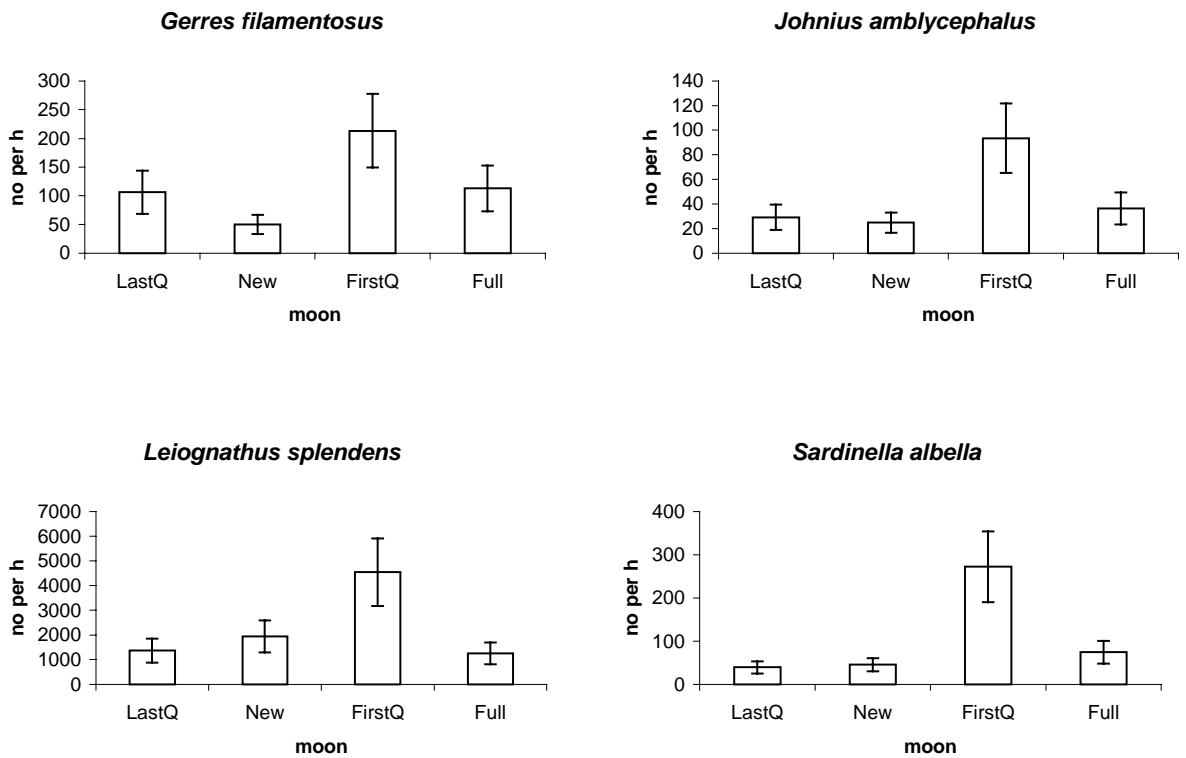 Gerres filamentosus
no per h
300
250
200
150
100
50
0
LastQ New FirstQ Full
moon
Johnius amblycephalus
no per h
140
120
100
80
60
40
20
0
LastQ New FirstQ Full
moon
Leiognathus splendens
no per h
7000
6000
5000
4000
3000
2000
1000
0
LastQ New FirstQ Full
moon
Sardinella albella
no per h
400
300
200
100
0
LastQ New FirstQ Full
moon